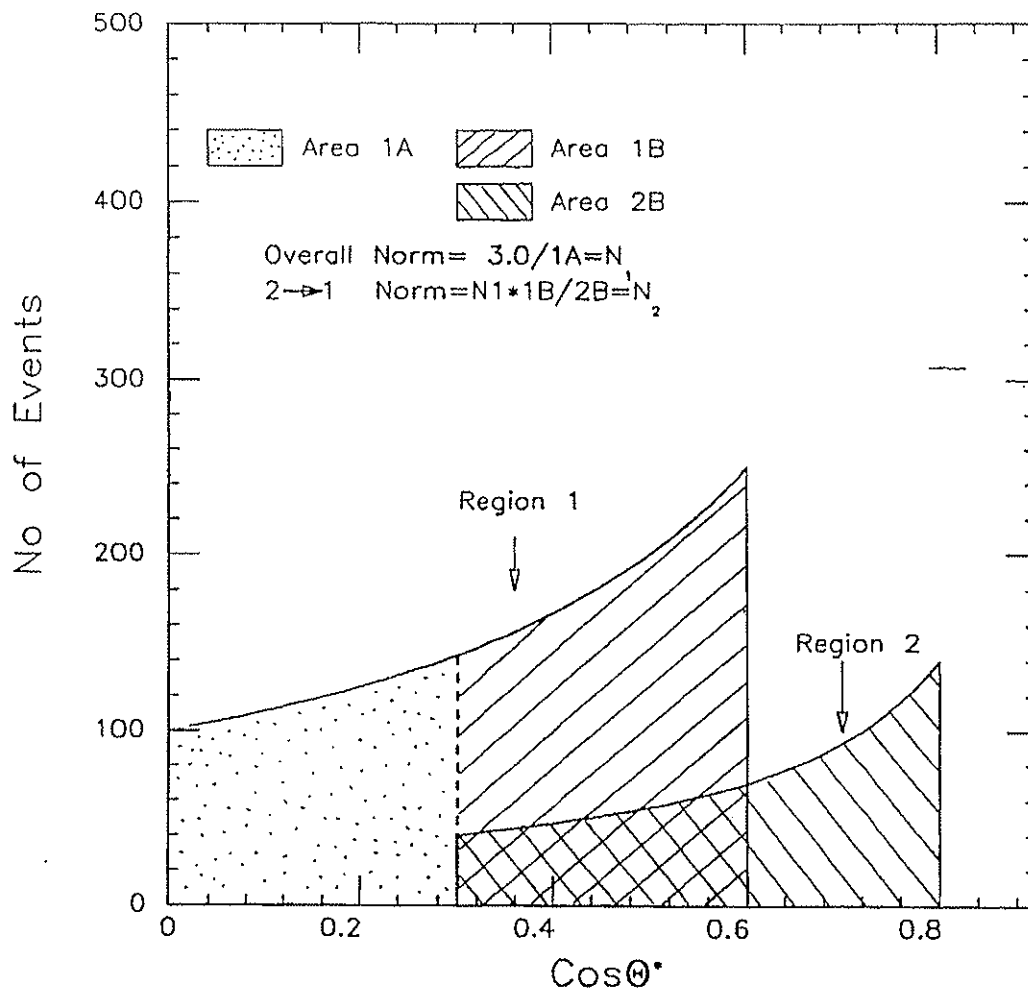 500
400
300
200
100
0
No of Events
Area 1A
Area 1B
Area 2B
Overall Norm= 3.0/1A=N1
2→1 Norm=N1*1B/2B=N2
Region 1
Region 2
0 0.2 0.4 0.6 0.8
CosΘ*